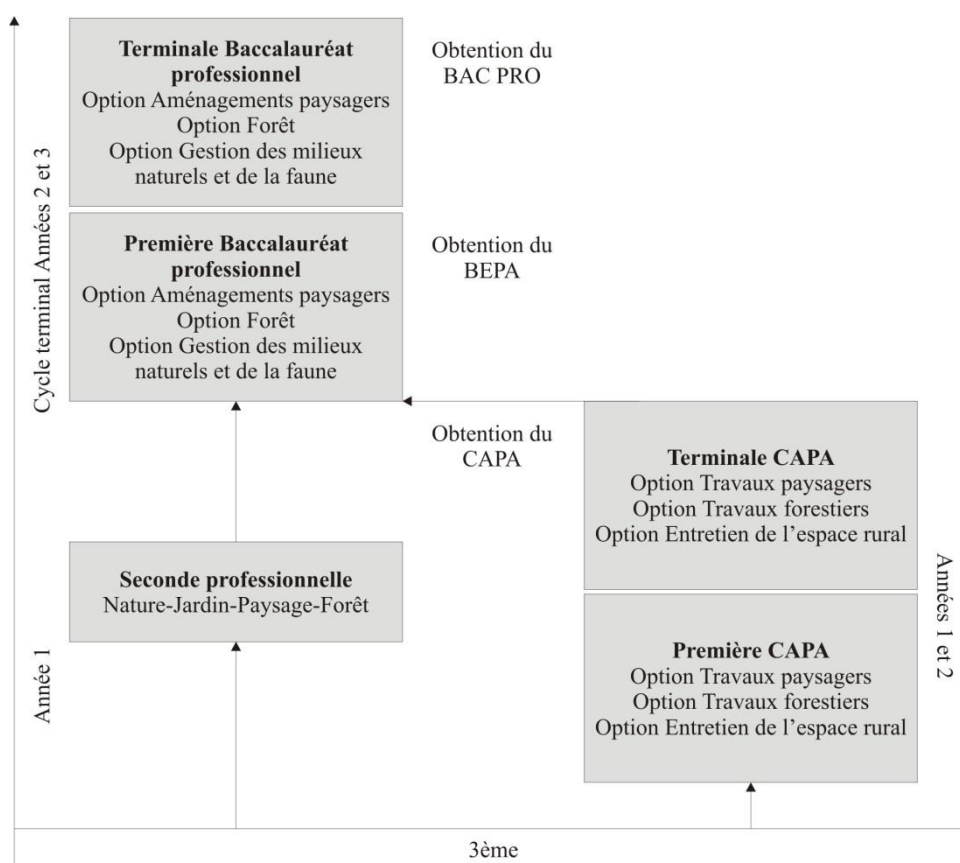 Terminale Baccalauréat
professionnel
Option Aménagements paysagers
Option Forêt
Option Gestion des milieux
naturels et de la faune
Obtention du
BAC PRO
Cycle terminal Années 2 et 3
Première Baccalauréat
professionnel
Option Aménagements paysagers
Option Forêt
Option Gestion des milieux
naturels et de la faune
Obtention du
BEPA
Obtention du
CAPA
Terminale CAPA
Option Travaux paysagers
Option Travaux forestiers
Option Entretien de l’espace rural
Seconde professionnelle
Nature-Jardin-Paysage-Forêt
Année 1
Première CAPA
Option Travaux paysagers
Option Travaux forestiers
Option Entretien de l’espace rural
Années 1 et 2
3ème